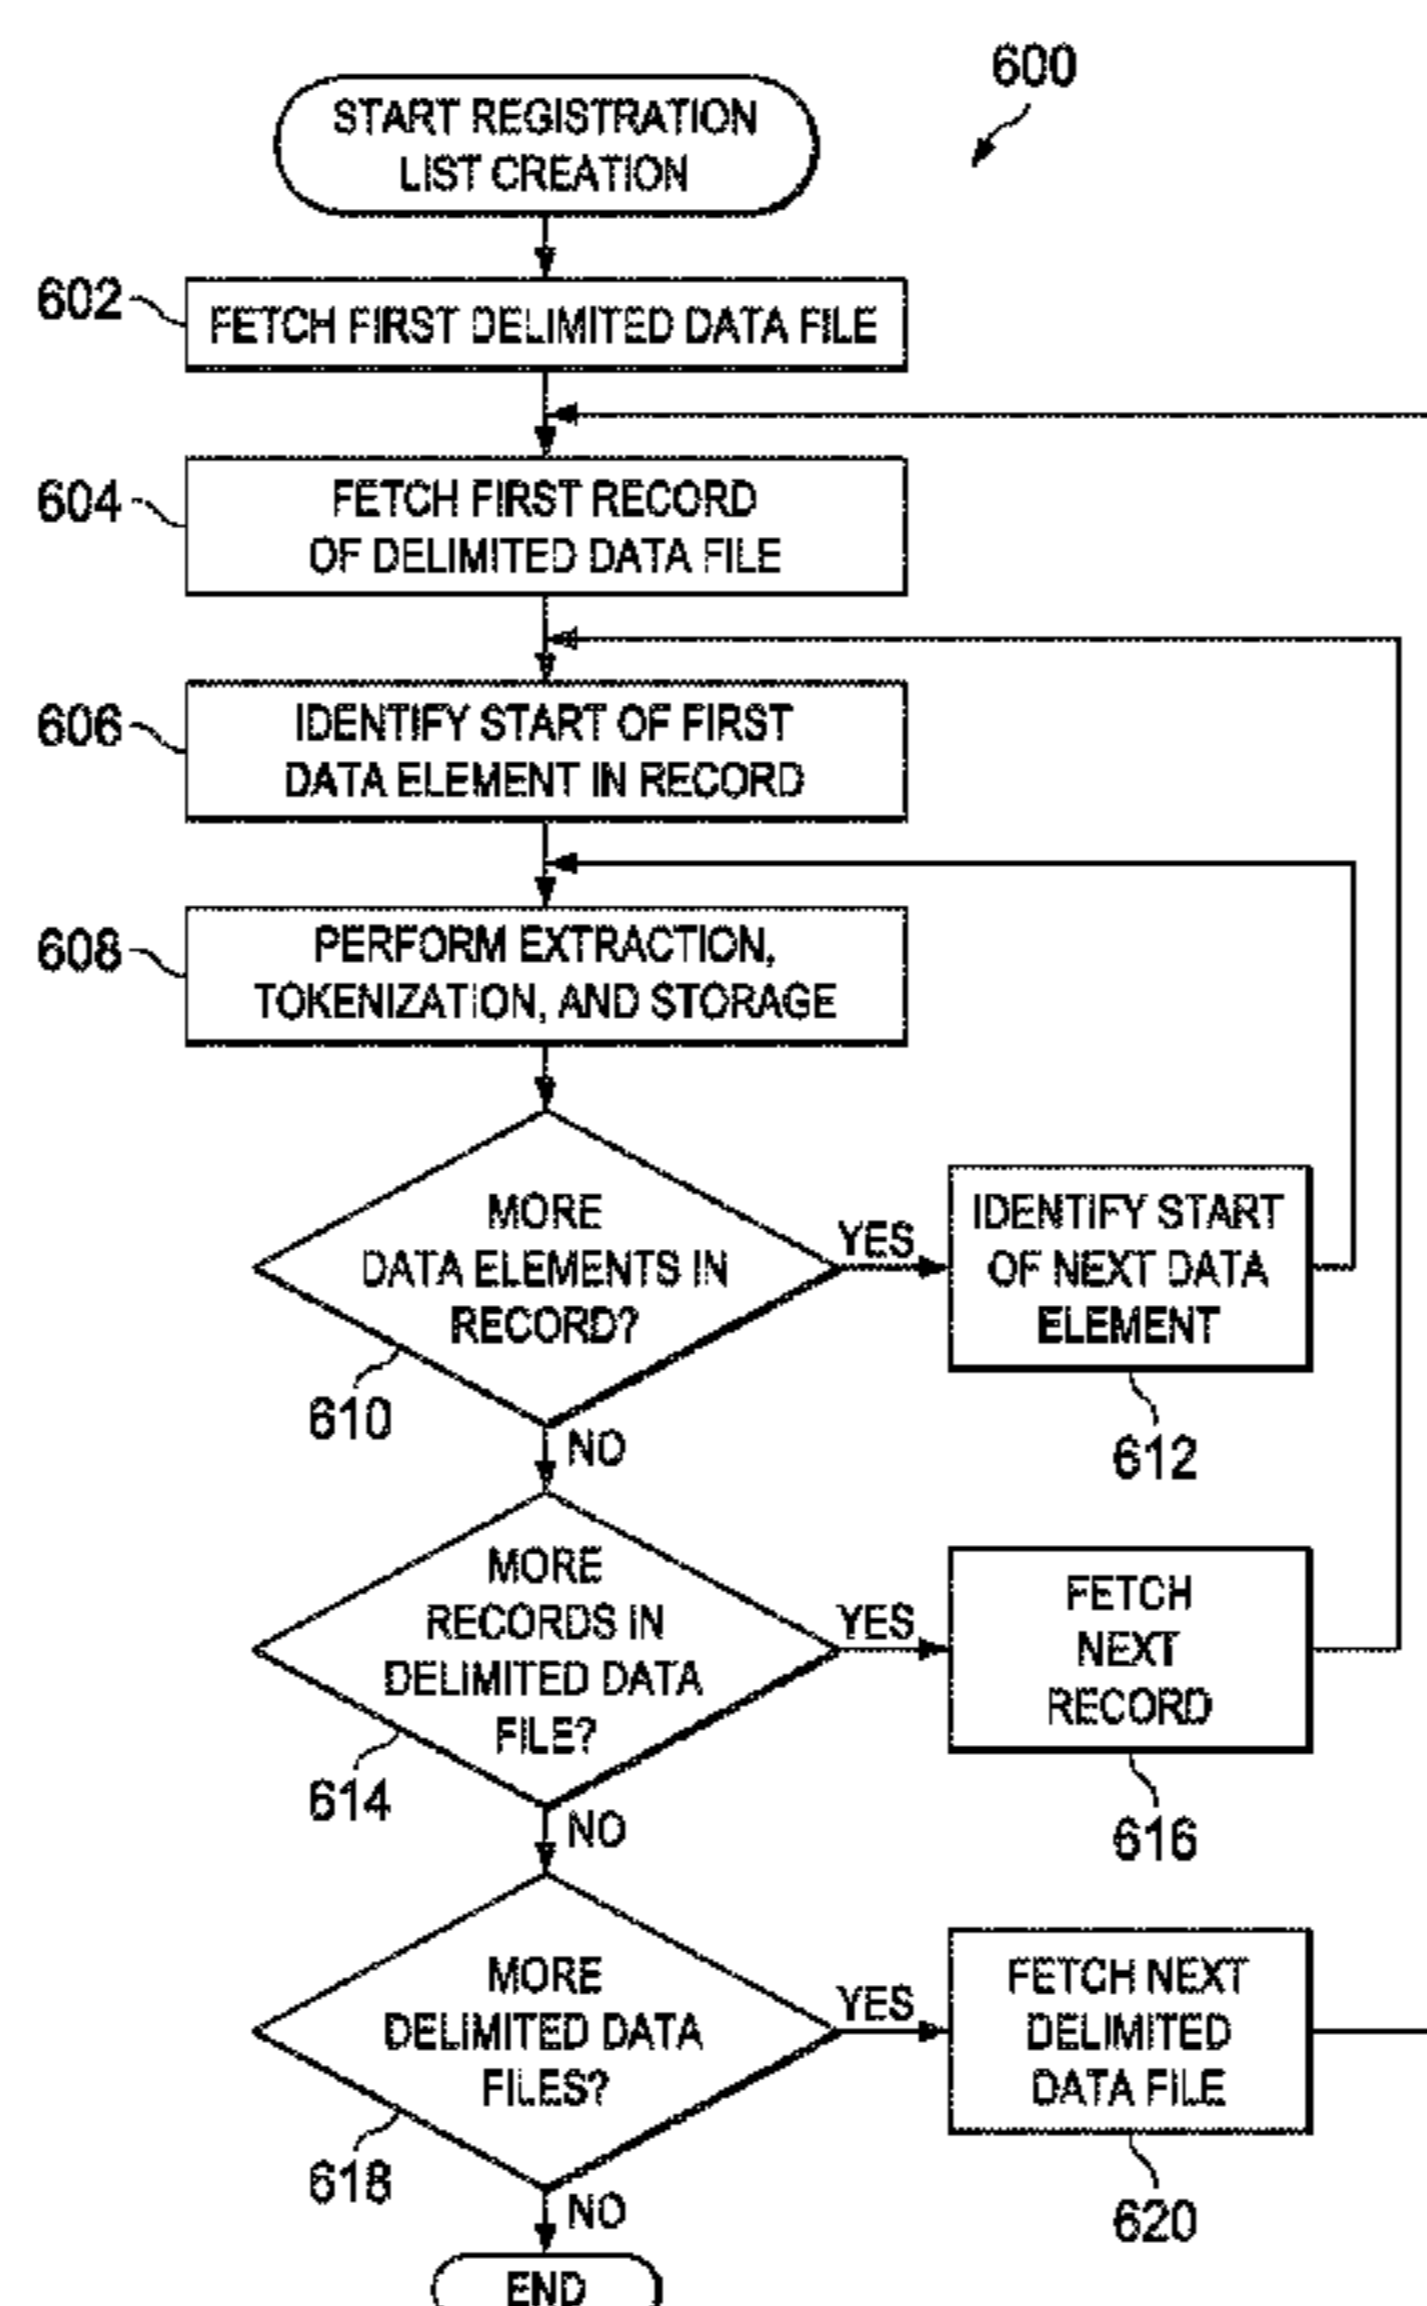 600
START REGISTRATION
LIST CREATION
602
FETCH FIRST DELIMITED DATA FILE
604
FETCH FIRST RECORD
OF DELIMITED DATA FILE
606
IDENTIFY START OF FIRST
DATA ELEMENT IN RECORD
608
PERFORM EXTRACTION,
TOKENIZATION, AND STORAGE
MORE
DATA ELEMENTS IN
RECORD?
610
YES
IDENTIFY START
OF NEXT DATA
ELEMENT
612
NO
MORE
RECORDS IN
DELIMITED DATA
FILE?
614
YES
FETCH
NEXT
RECORD
616
NO
MORE
DELIMITED DATA
FILES?
618
YES
FETCH NEXT
DELIMITED
DATA FILE
620
NO
END